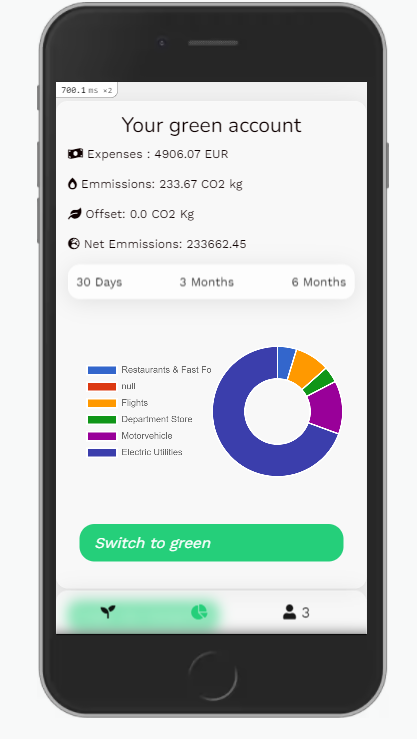 700.1 ms ×2
Your green account
Expenses : 4906.07 EUR
Emmissions: 233.67 CO2 kg
Offset: 0.0 CO2 Kg
Net Emmissions: 233662.45
30 Days 3 Months 6 Months
Restaurants & Fast Fo
null
Flights
Department Store
Motorvehicle
Electric Utilities
Switch to green
3